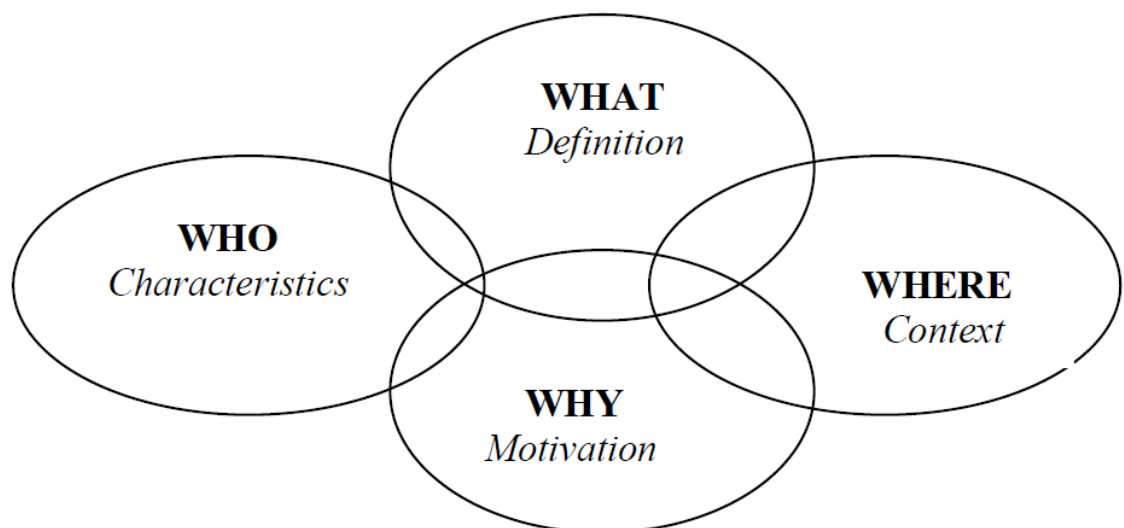 WHAT
Definition
WHO
Characteristics
WHERE
Context
WHY
Motivation